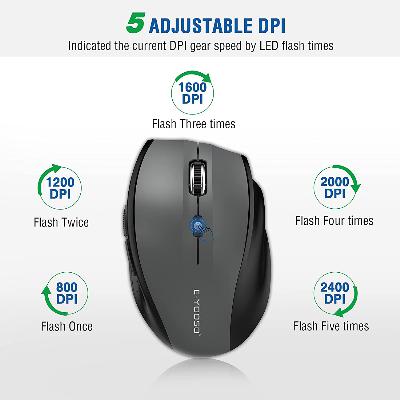 5 ADJUSTABLE DPI
Indicated the current DPI gear speed by LED flash times
1600
DPI
Flash Three times
1200
DPI
Flash Twice
2000
DPI
Flash Four times
800
DPI
Flash Once
2400
DPI
Flash Five times
E-YOOSO